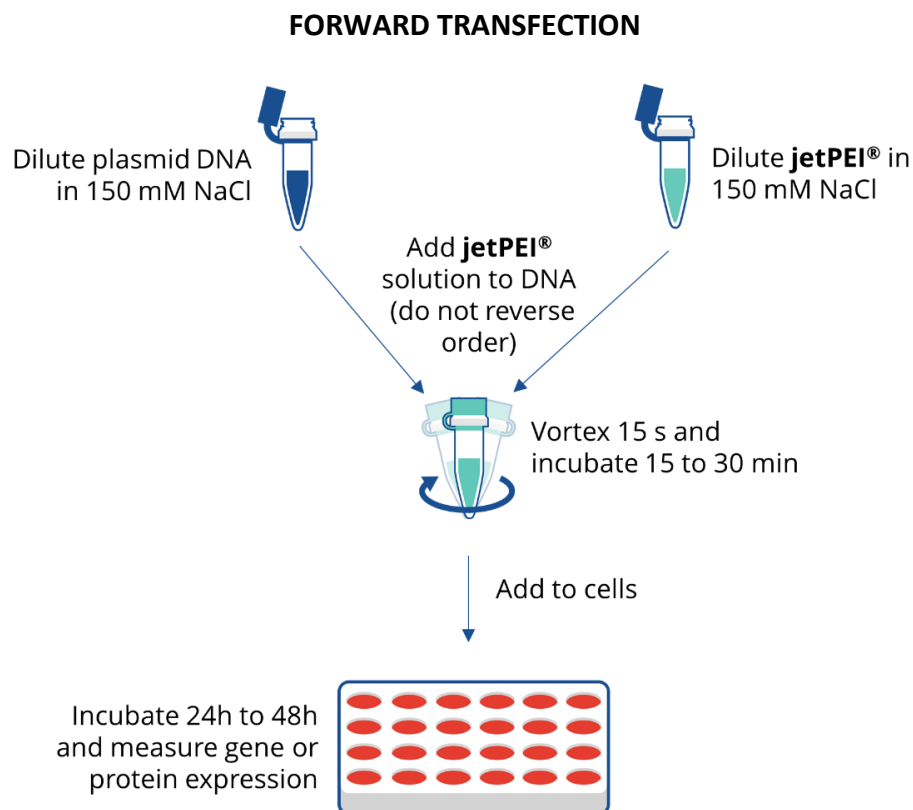 FORWARD TRANSFECTION
Dilute plasmid DNA
in 150 mM NaCl
Dilute jetPEI® in
150 mM NaCl
Add jetPEI®
solution to DNA
(do not reverse
order)
Vortex 15 s and
incubate 15 to 30 min
Add to cells
Incubate 24h to 48h
and measure gene or
protein expression